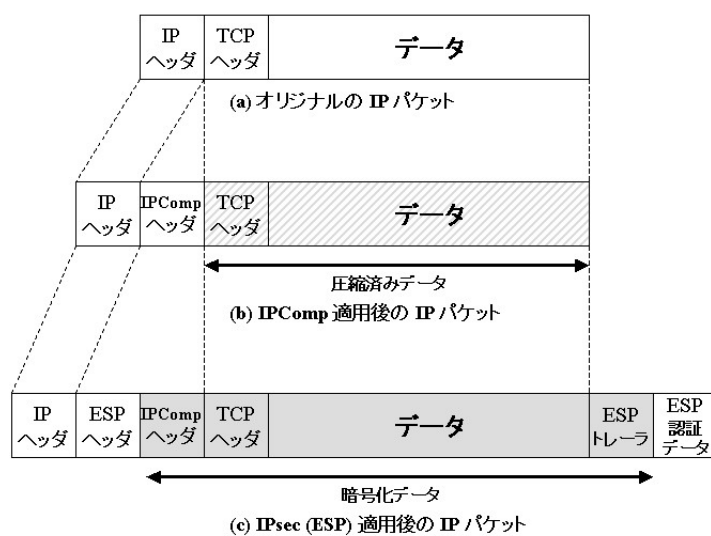 IP
ヘッダ
TCP
ヘッダ
データ
(a) オリジナルの IP パケット
IP
ヘッダ
IPComp
ヘッダ
TCP
ヘッダ
データ
圧縮済みデータ
(b) IPComp 適用後の IP パケット
IP
ヘッダ
ESP
ヘッダ
IPComp
ヘッダ
TCP
ヘッダ
データ
ESP
トレーラ
ESP
認証
データ
暗号化データ
(c) IPsec (ESP) 適用後の IP パケット